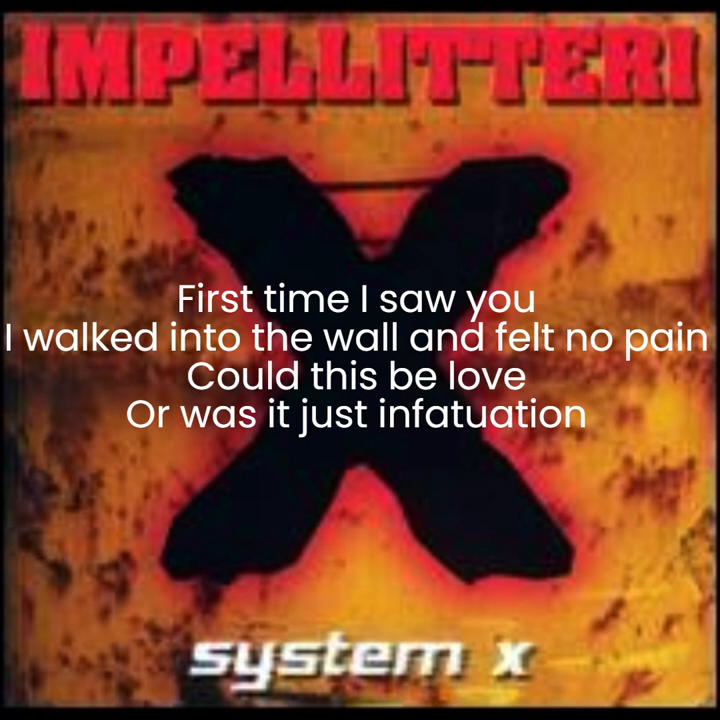 IMPELLITTERI
First time I saw you
I walked into the wall and felt no pain
Could this be love
Or was it just infatuation
system x